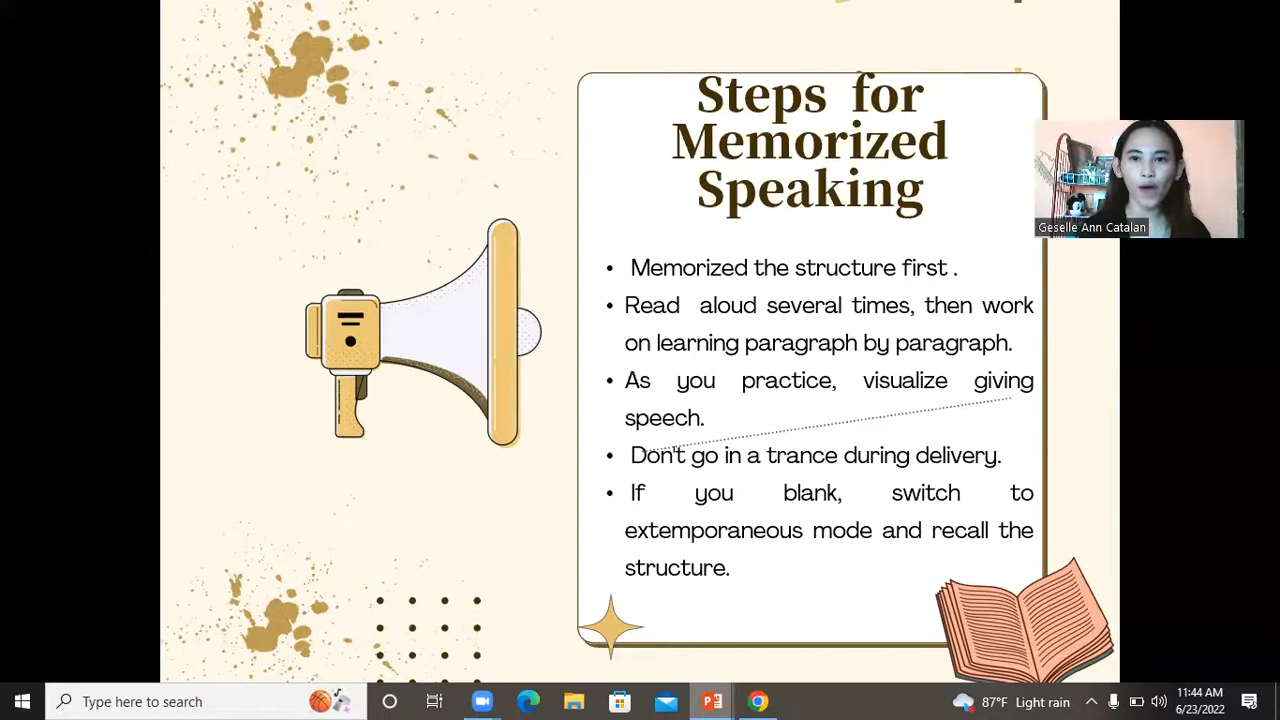 Steps for
Memorized
Speaking
• Memorized the structure first .
• Read aloud several times, then work
on learning paragraph by paragraph.
• As you practice, visualize giving
speech.
• Don't go in a trance during delivery.
• If you blank, switch to
extemporaneous mode and recall the
structure.
Geselle Ann Catalan
Type here to search
87°F Light rain
11:44 AM
6/23/2022